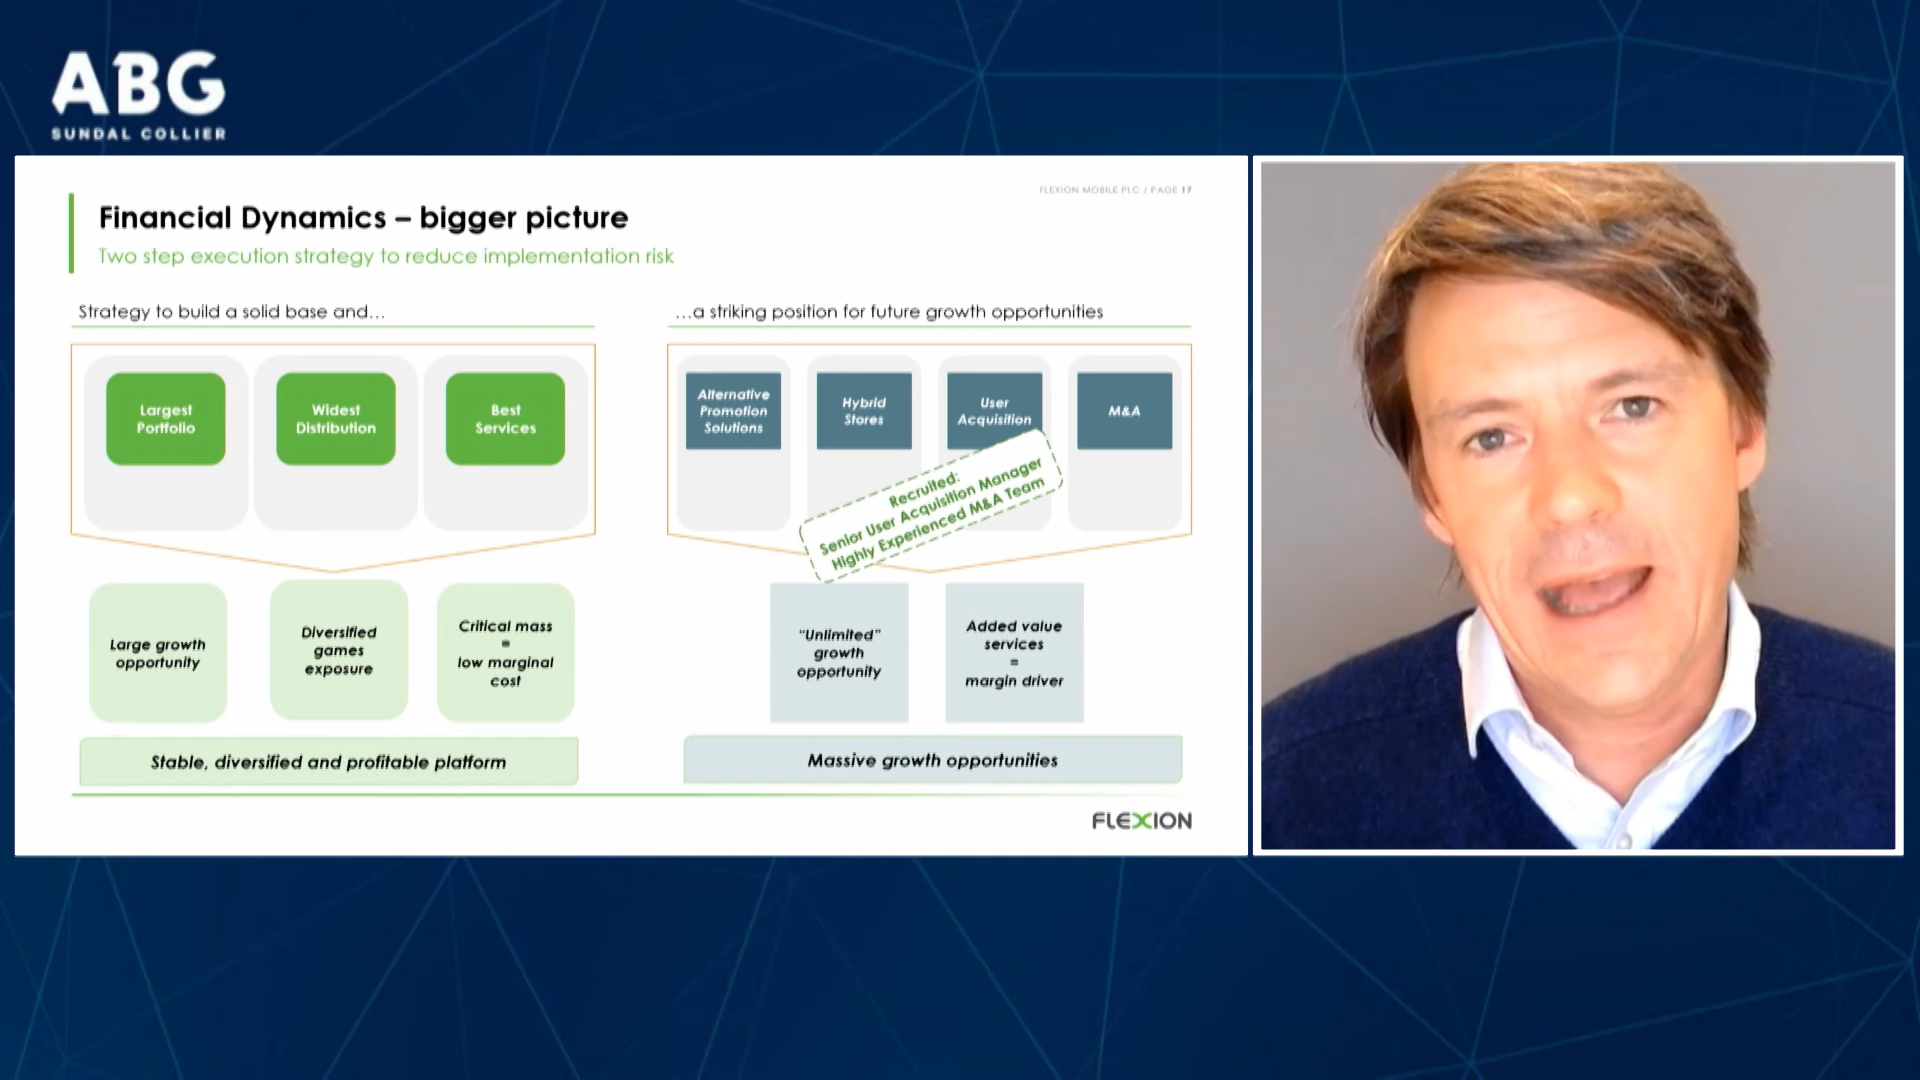 ABG
SUNDAL COLLIER
FLEXION MOBILE PLC / PAGE 17
Financial Dynamics – bigger picture
Two step execution strategy to reduce implementation risk
Strategy to build a solid base and...
Largest
Portfolio
Widest
Distribution
Best
Services
Large growth
opportunity
Diversified
games
exposure
Critical mass
=
low marginal
cost
Stable, diversified and profitable platform
...a striking position for future growth opportunities
Alternative
Promotion
Solutions
Hybrid
Stores
User
Acquisition
M&A
Recruited:
Senior User Acquisition Manager
Highly Experienced M&A Team
"Unlimited"
growth
opportunity
Added value
services
=
margin driver
Massive growth opportunities
FLEXION